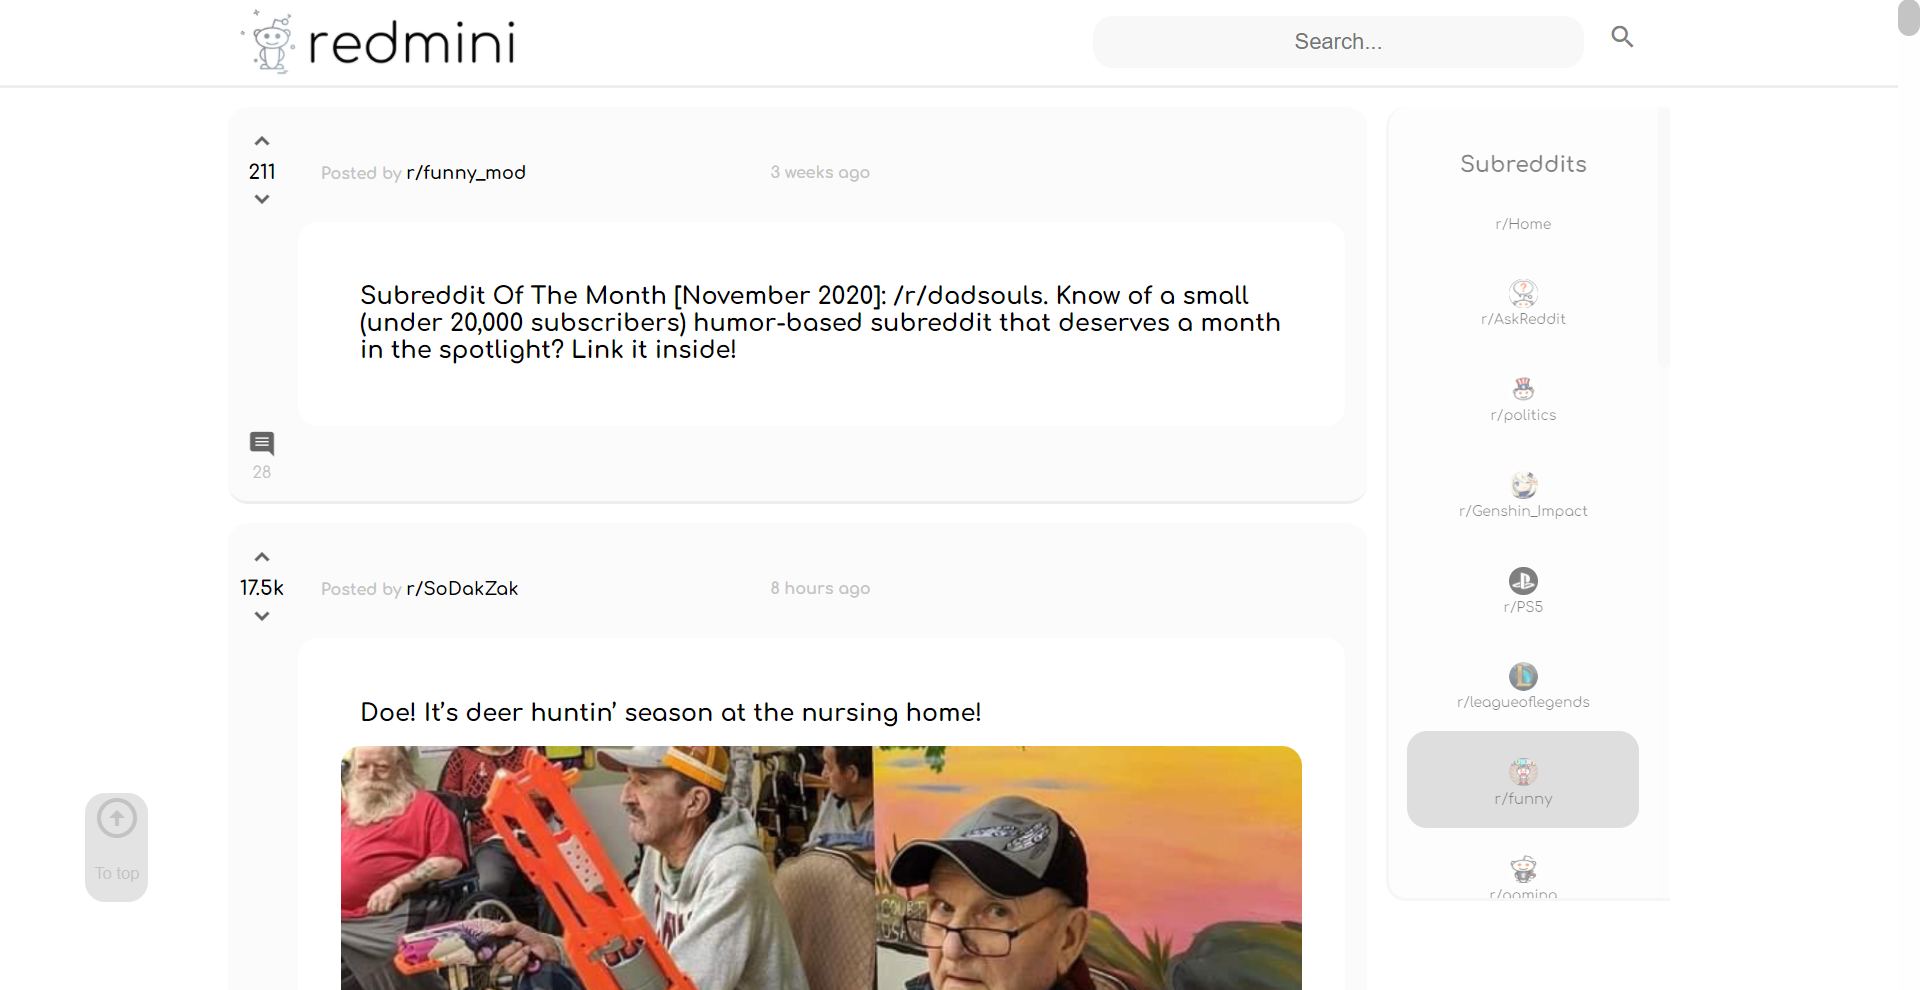 redmini
Search...
211
Posted by r/funny_mod
3 weeks ago
Subreddit Of The Month [November 2020]: /r/dadsouls. Know of a small
(under 20,000 subscribers) humor-based subreddit that deserves a month
in the spotlight? Link it inside!
28
17.5k
Posted by r/SoDakZak
8 hours ago
Doe! It’s deer huntin’ season at the nursing home!
COURT
USA
To top
Subreddits
r/Home
r/AskReddit
r/politics
r/Genshin_Impact
r/PS5
r/leagueoflegends
r/funny
r/gaming